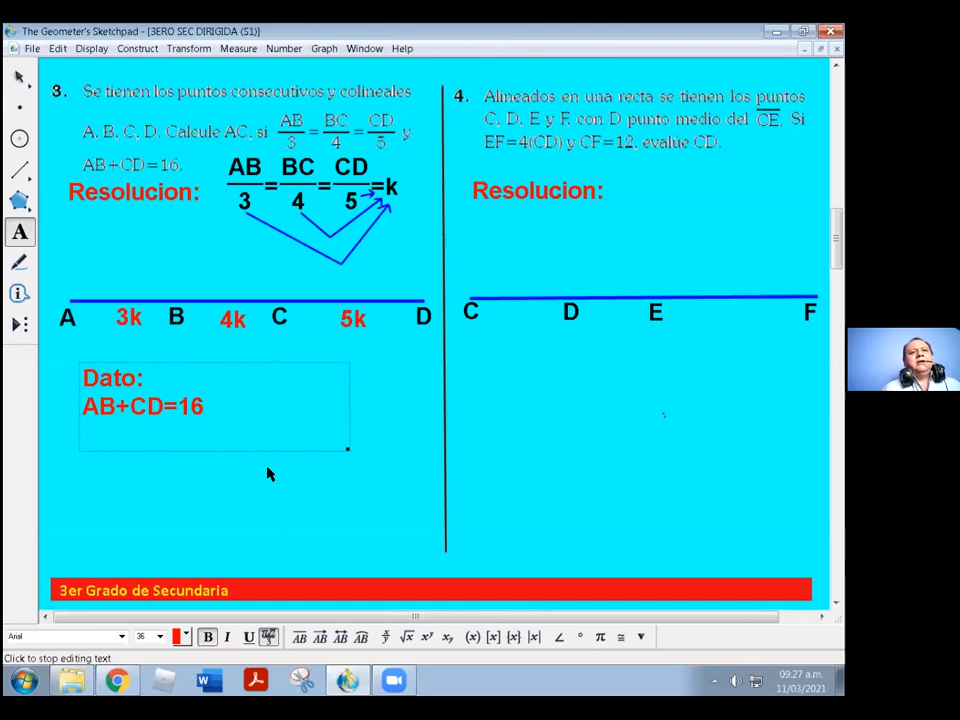 The Geometer's Sketchpad - [3ERO SEC DIRIGIDA (S1)]
File Edit Display Construct Transform Measure Number Graph Window Help
3. Se tienen los puntos consecutivos y colineales
A, B, C, D. Calcule AC, si AB/3 = BC/4 = CD/5 y
AB+CD=16.
Resolucion:
AB/3 = BC/4 = CD/5 =k
A 3k B 4k C 5k D
Dato:
AB+CD=16
4. Alineados en una recta se tienen los puntos
C, D, E y F, con D punto medio del CE. Si
EF=4(CD) y CF=12, evalúe CD.
Resolucion:
C D E F
3er Grado de Secundaria
Arial 36 B I U
Click to stop editing text
09:27 a.m.
11/03/2021